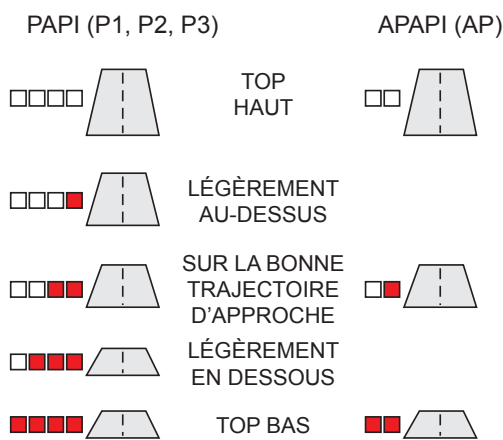 PAPI (P1, P2, P3)
APAPI (AP)
TOP
HAUT
LÉGÈREMENT
AU-DESSUS
SUR LA BONNE
TRAJECTOIRE
D'APPROCHE
LÉGÈREMENT
EN DESSOUS
TOP BAS